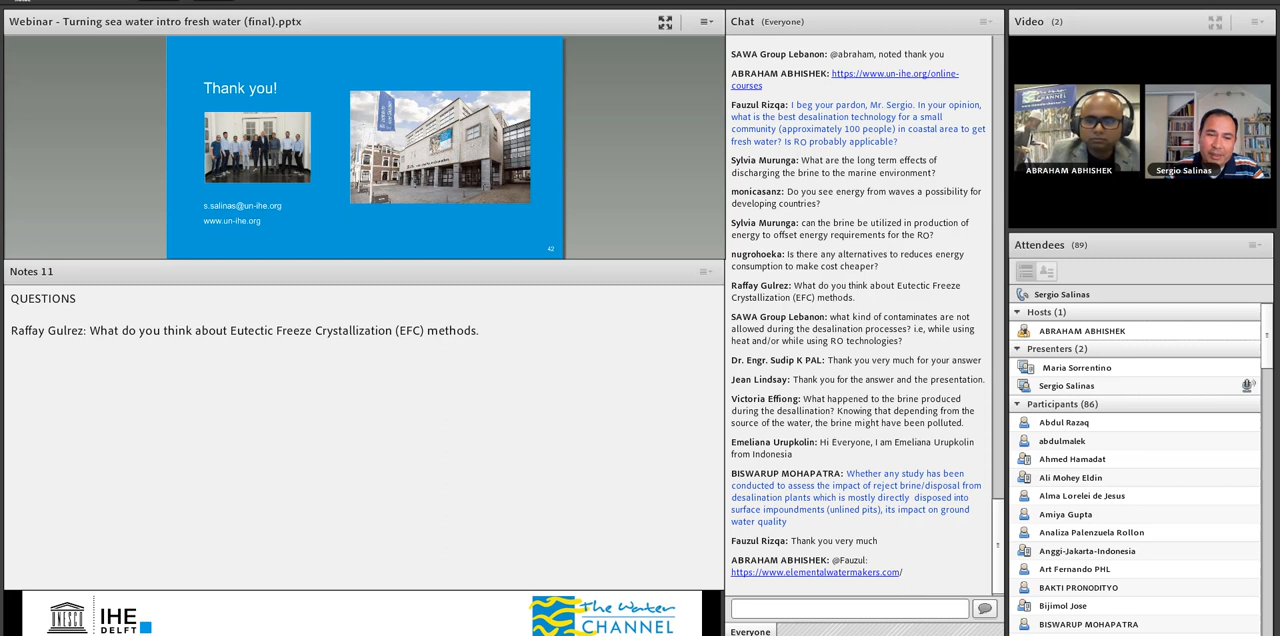 Webinar - Turning sea water intro fresh water (final).pptx
Thank you!
s.salinas@un-ihe.org
www.un-ihe.org
42
Notes 11
QUESTIONS
Raffay Gulrez: What do you think about Eutectic Freeze Crystallization (EFC) methods.
UNESCO
IHE
DELFT
The Water
CHANNEL
Chat (Everyone)
SAWA Group Lebanon: @abraham, noted thank you
ABRAHAM ABHISHEK: https://www.un-ihe.org/online-
courses
Fauzul Rizqa: I beg your pardon, Mr. Sergio. In your opinion,
what is the best desalination technology for a small
community (approximately 100 people) in coastal area to get
fresh water? Is RO probably applicable?
Sylvia Murunga: What are the long term effects of
discharging the brine to the marine environment?
monicasanz: Do you see energy from waves a possibility for
developing countries?
Sylvia Murunga: can the brine be utilized in production of
energy to offset energy requirements for the RO?
nugrohoeka: Is there any alternatives to reduces energy
consumption to make cost cheaper?
Raffay Gulrez: What do you think about Eutectic Freeze
Crystallization (EFC) methods.
SAWA Group Lebanon: what kind of contaminates are not
allowed during the desalination processes? i.e, while using
heat and/or while using RO technologies?
Dr. Engr. Sudip K PAL: Thank you very much for your answer
Jean Lindsay: Thank you for the answer and the presentation.
Victoria Effiong: What happened to the brine produced
during the desallination? Knowing that depending from the
source of the water, the brine might have been polluted.
Emeliana Urupkolin: Hi Everyone, I am Emeliana Urupkolin
from Indonesia
BISWARUP MOHAPATRA: Whether any study has been
conducted to assess the impact of reject brine/disposal from
desalination plants which is mostly directly disposed into
surface impoundments (unlined pits), its impact on ground
water quality
Fauzul Rizqa: Thank you very much
ABRAHAM ABHISHEK: @Fauzul:
https://www.elementalwatermakers.com/
Everyone
Video (2)
CHANNEL
ABRAHAM ABHISHEK
Sergio Salinas
Attendees (89)
Sergio Salinas
Hosts (1)
ABRAHAM ABHISHEK
Presenters (2)
Maria Sorrentino
Sergio Salinas
Participants (86)
Abdul Razaq
abdulmalek
Ahmed Hamadat
Ali Mohey Eldin
Alma Lorelei de Jesus
Amiya Gupta
Analiza Palenzuela Rollon
Anggi-Jakarta-Indonesia
Art Fernando PHL
BAKTI PRONODITYO
Bijimol Jose
BISWARUP MOHAPATRA